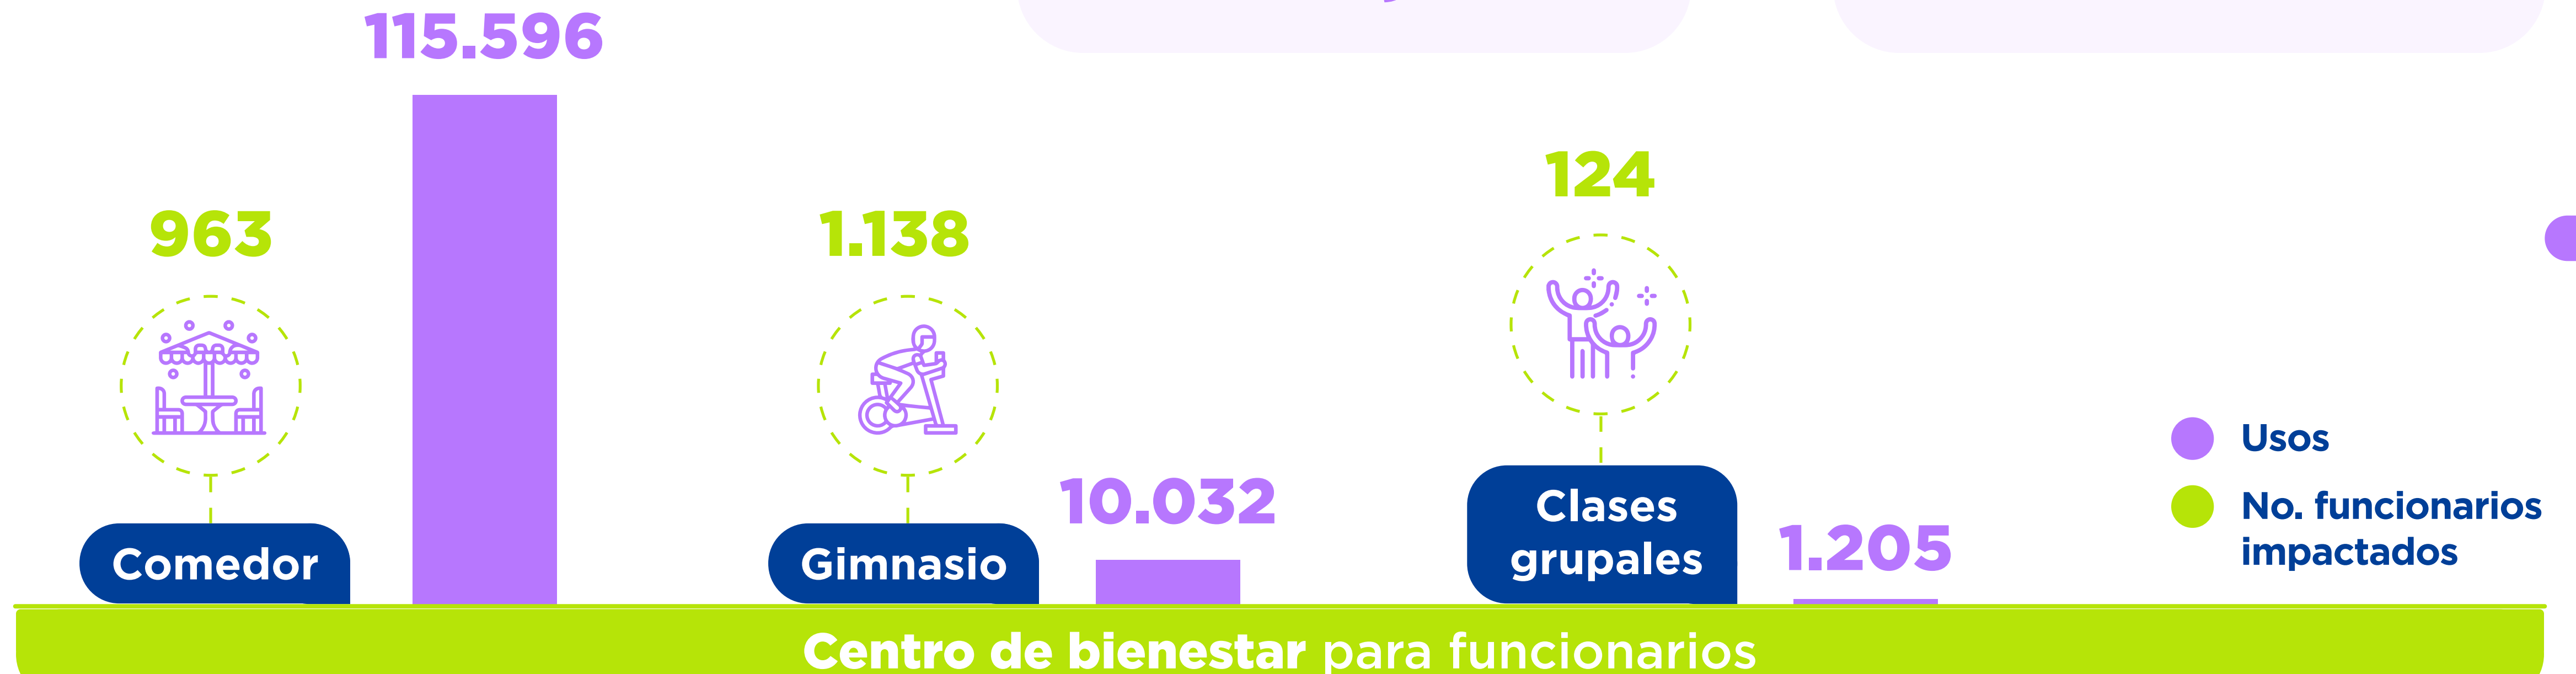 115.596
963
Comedor
1.138
Gimnasio
10.032
124
Clases
grupales
1.205
Usos
No. funcionarios
impactados
Centro de bienestar para funcionarios